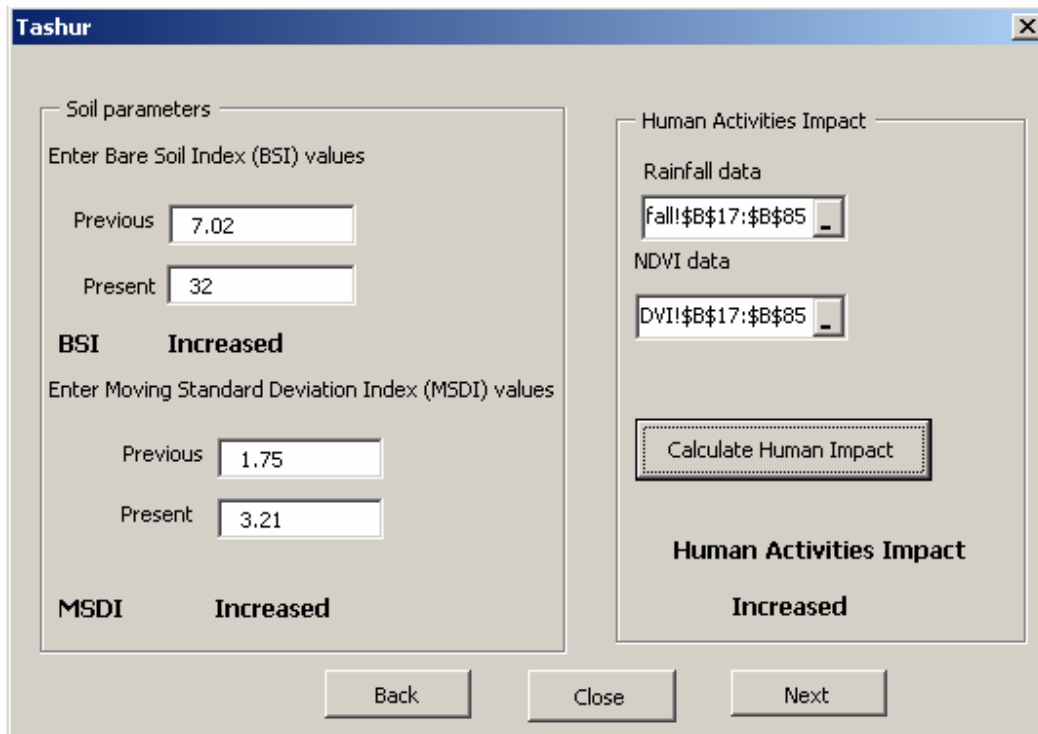 Tashur
Soil parameters
Enter Bare Soil Index (BSI) values
Previous 7.02
Present 32
BSI Increased
Enter Moving Standard Deviation Index (MSDI) values
Previous 1.75
Present 3.21
MSDI Increased
Human Activities Impact
Rainfall data
fall!$B$17:$B$85 _
NDVI data
DVI!$B$17:$B$85 _
Calculate Human Impact
Human Activities Impact
Increased
Back Close Next